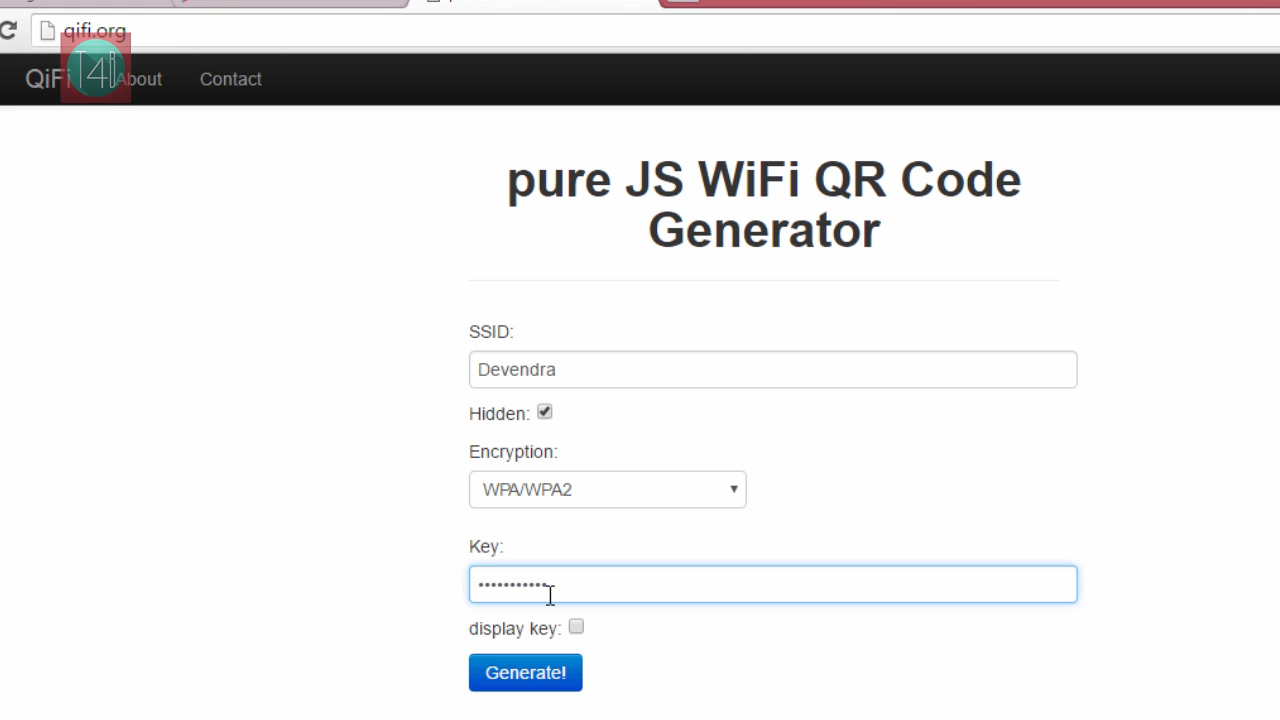 qifi.org
QiFi
About
Contact
pure JS WiFi QR Code
Generator
SSID:
Devendra
Hidden:
Encryption:
WPA/WPA2
Key:
display key:
Generate!